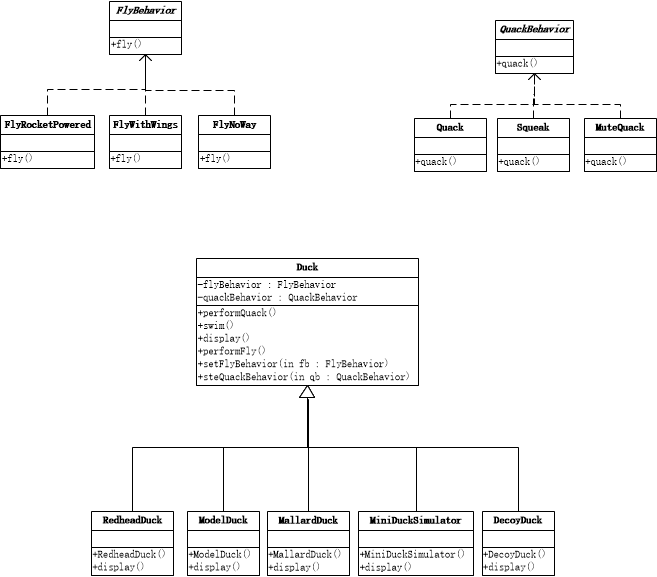 FlyBehavior
+fly()
QuackBehavior
+quack()
FlyRocketPowered
+fly()
FlyWithWings
+fly()
FlyNoWay
+fly()
Quack
+quack()
Squeak
+quack()
MuteQuack
+quack()
Duck
-flyBehavior : FlyBehavior
-quackBehavior : QuackBehavior
+performQuack()
+swim()
+display()
+performFly()
+setFlyBehavior(in fb : FlyBehavior)
+steQuackBehavior(in qb : QuackBehavior)
RedheadDuck
+RedheadDuck()
+display()
ModelDuck
+ModelDuck()
+display()
MallardDuck
+MallardDuck()
+display()
MiniDuckSimulator
+MiniDuckSimulator()
+display()
DecoyDuck
+DecoyDuck()
+display()